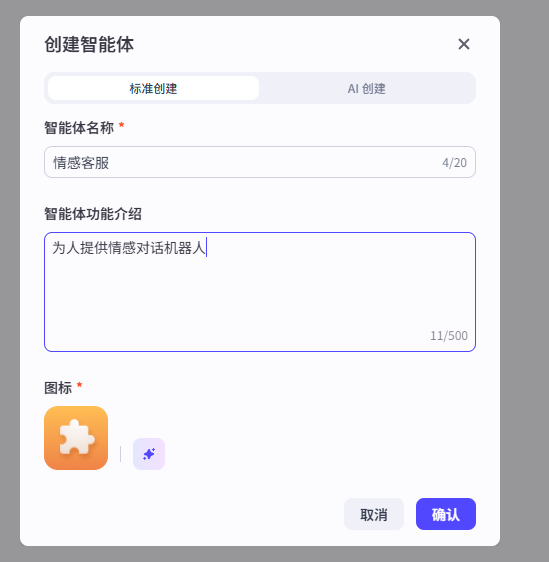 创建智能体
标准创建
AI 创建
智能体名称 *
情感客服
4/20
智能体功能介绍
为人提供情感对话机器人
11/500
图标 *
取消
确认